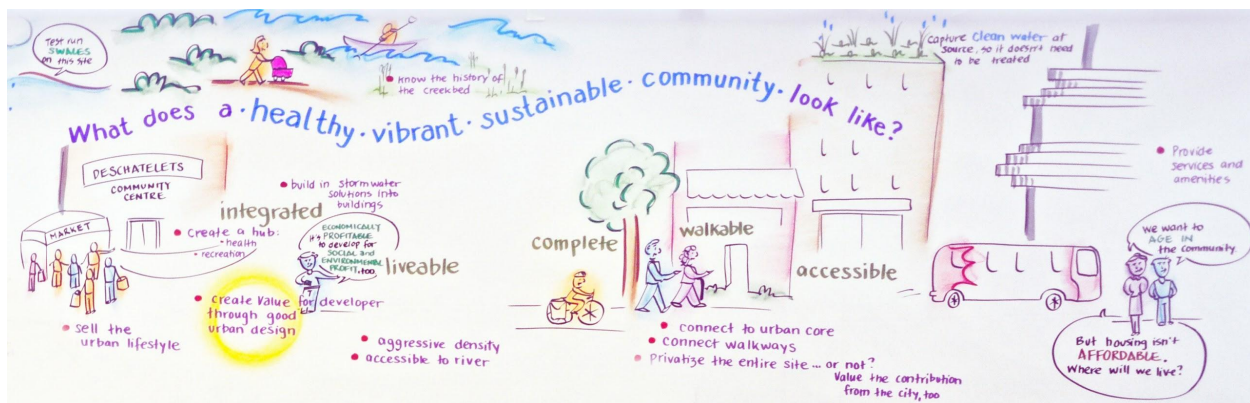 Test run
SWALES
on this site
know the history of
the creekbed
Capture clean water at
source, so it doesn't need
to be treated
What does a · healthy · vibrant · sustainable · community · look like?
DESCHATELETS
COMMUNITY
CENTRE
MARKET
integrated
build in stormwater
solutions into
buildings
Create a hub:
· health
· recreation
ECONOMICALLY
it's PROFITABLE
to develop for
SOCIAL and
ENVIRONMENTAL
PROFIT, too
liveable
create value for developer
through good
urban design
sell the
urban lifestyle
aggressive density
accessible to river
complete
walkable
accessible
connect to urban core
connect walkways
privatize the entire site ... or not?
Value the contribution
from the city, too
Provide
services and
amenities
we want to
AGE IN
the community
But housing isn't
AFFORDABLE.
Where will we live?